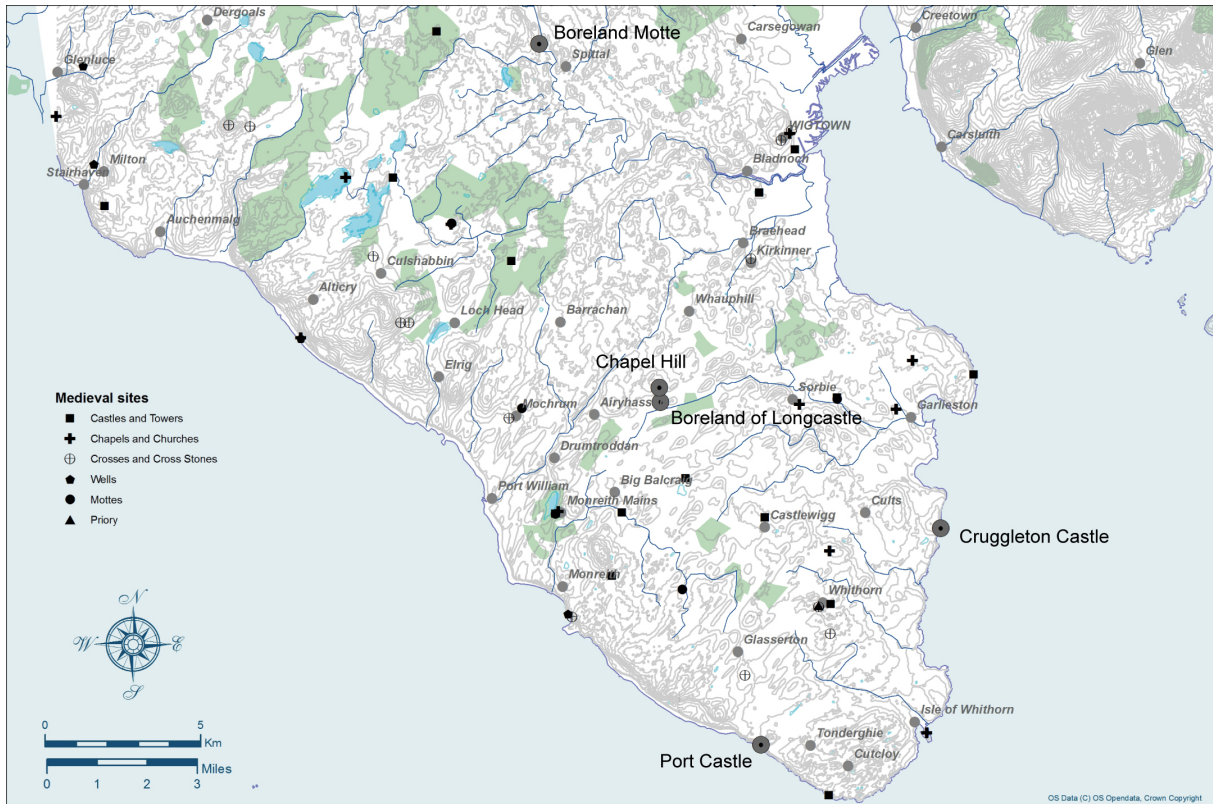 Dergoals
Boreland Motte
Carsegowan
Creetown
Glenluce
Spittal
Glen
WIGTOWN
Carsluith
Milton
Bladnoch
Stairhaven
Auchenmalg
Braehead
Kirkinner
Culshabbin
Alticry
Loch Head
Barrachan
Whauphill
Chapel Hill
Elrig
Sorbie
Medieval sites
Castles and Towers
Chapels and Churches
Crosses and Cross Stones
Wells
Mottes
Priory
Mochrum
Airyhass
Boreland of Longcastle
Garlieston
Drumtroddan
Port William
Big Balcraig
Monreith Mains
Castlewigg
Cults
Cruggleton Castle
Monreith
Whithorn
N
W
E
S
Glasserton
Isle of Whithorn
Tonderghie
Port Castle
Cutcloy
0
5
Km
Miles
0
1
2
3
OS Data (C) OS Opendata, Crown Copyright